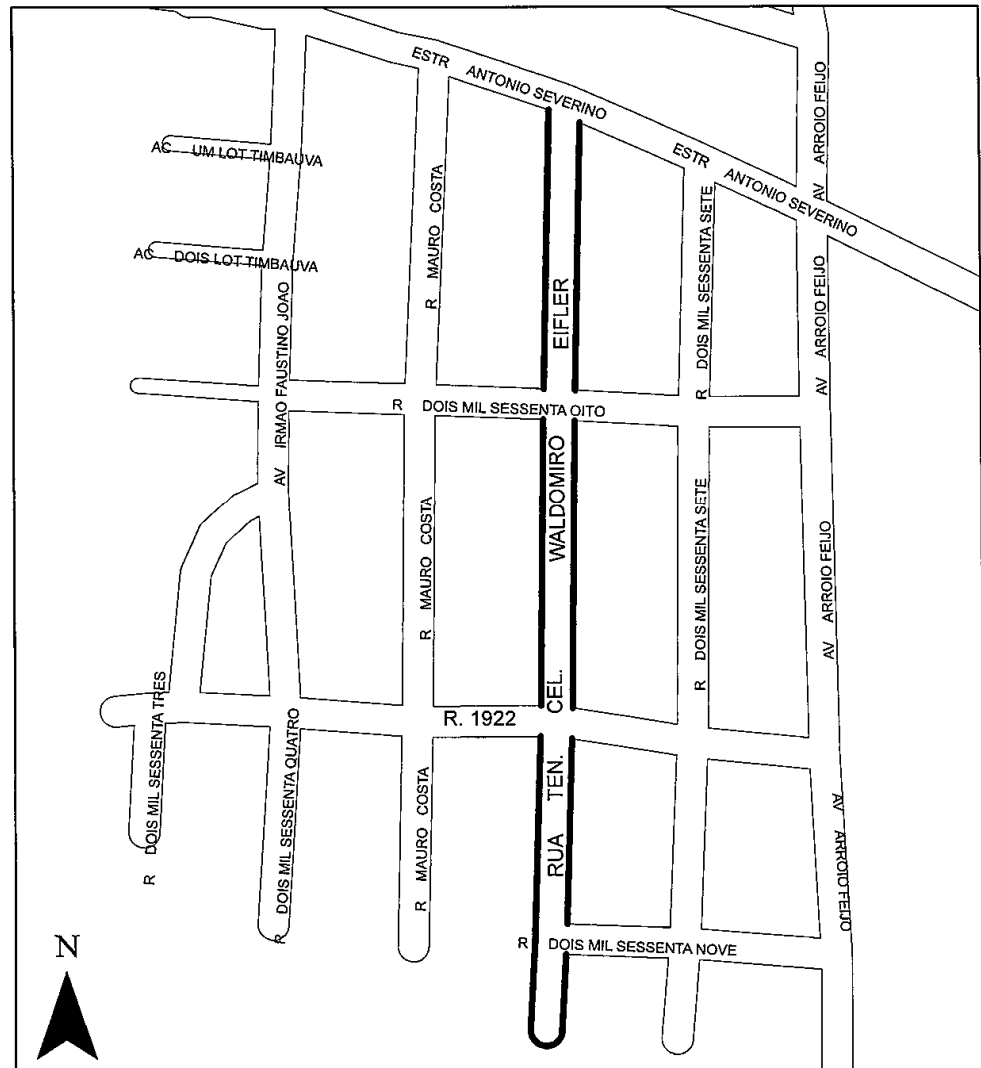 ESTR ANTONIO SEVERINO
ESTR ANTONIO SEVERINO
AV ARROIO FEIJO
AC UM LOT TIMBAUVA
AC DOIS LOT TIMBAUVA
R MAURO COSTA
R DOIS MIL SESSENTA SETE
AV ARROIO FEIJO
AV IRMAO FAUSTINO JOAO
R DOIS MIL SESSENTA OITO
RUA TEN. CEL. WALDOMIRO EIFLER
R MAURO COSTA
R DOIS MIL SESSENTA SETE
AV ARROIO FEIJO
R DOIS MIL SESSENTA TRES
R DOIS MIL SESSENTA QUATRO
R. 1922
R MAURO COSTA
AV ARROIO FEIJO
R DOIS MIL SESSENTA NOVE
N